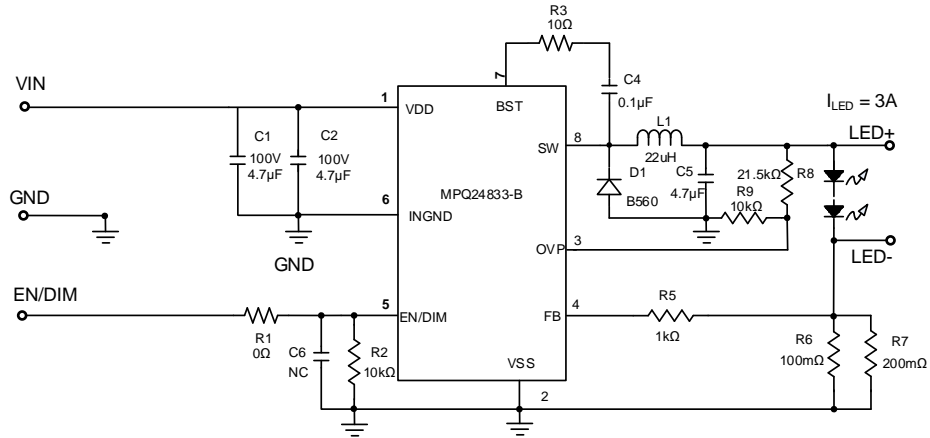 R3
10Ω
VIN
1
VDD
7
BST
C4
0.1µF
ILED = 3A
LED+
C1
100V
4.7µF
C2
100V
4.7µF
SW
8
L1
22uH
D1
B560
C5
4.7µF
R9
10kΩ
21.5kΩ
R8
MPQ24833-B
GND
6
INGND
GND
OVP
3
LED-
EN/DIM
5
EN/DIM
FB
4
R5
1kΩ
R1
0Ω
C6
NC
R2
10kΩ
VSS
2
R6
100mΩ
R7
200mΩ